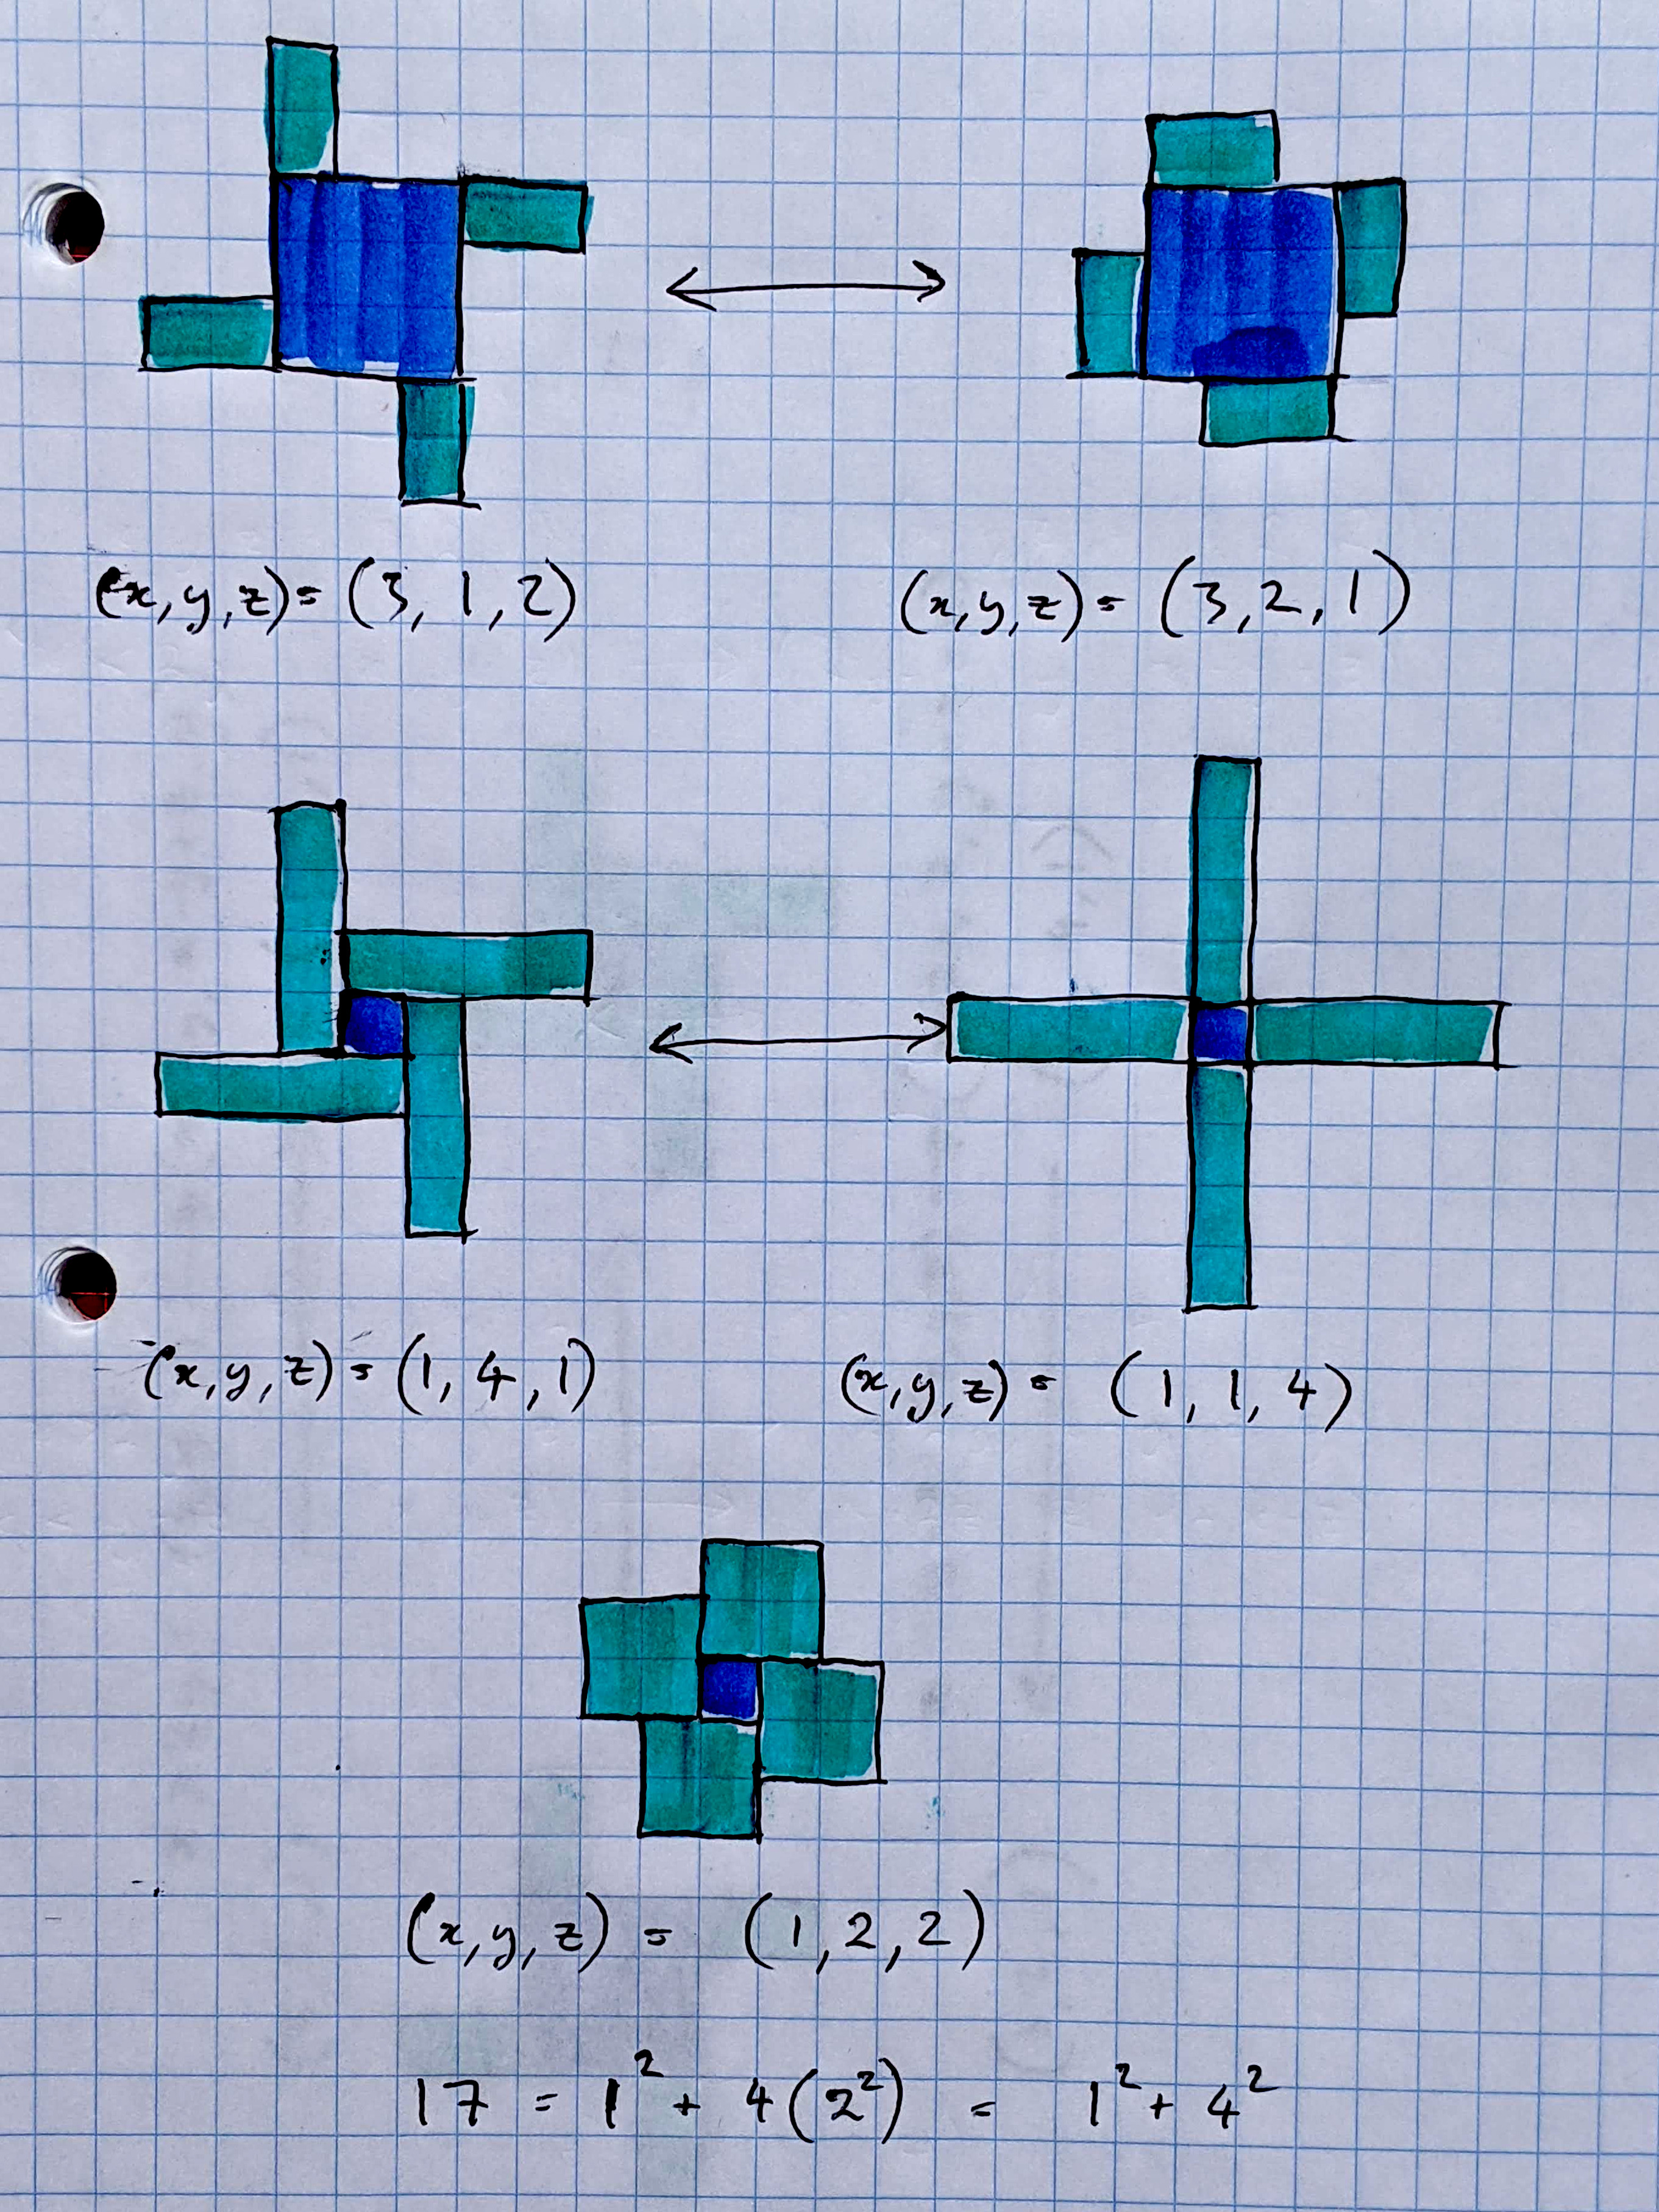 (x,y,z)= (3, 1, 2)
(x,y,z)= (3,2,1)
(x,y,z)= (1,4,1)
(x,y,z)= (1,1,4)
(x,y,z) = (1,2,2)
17 = 1² + 4(2²) = 1² + 4²